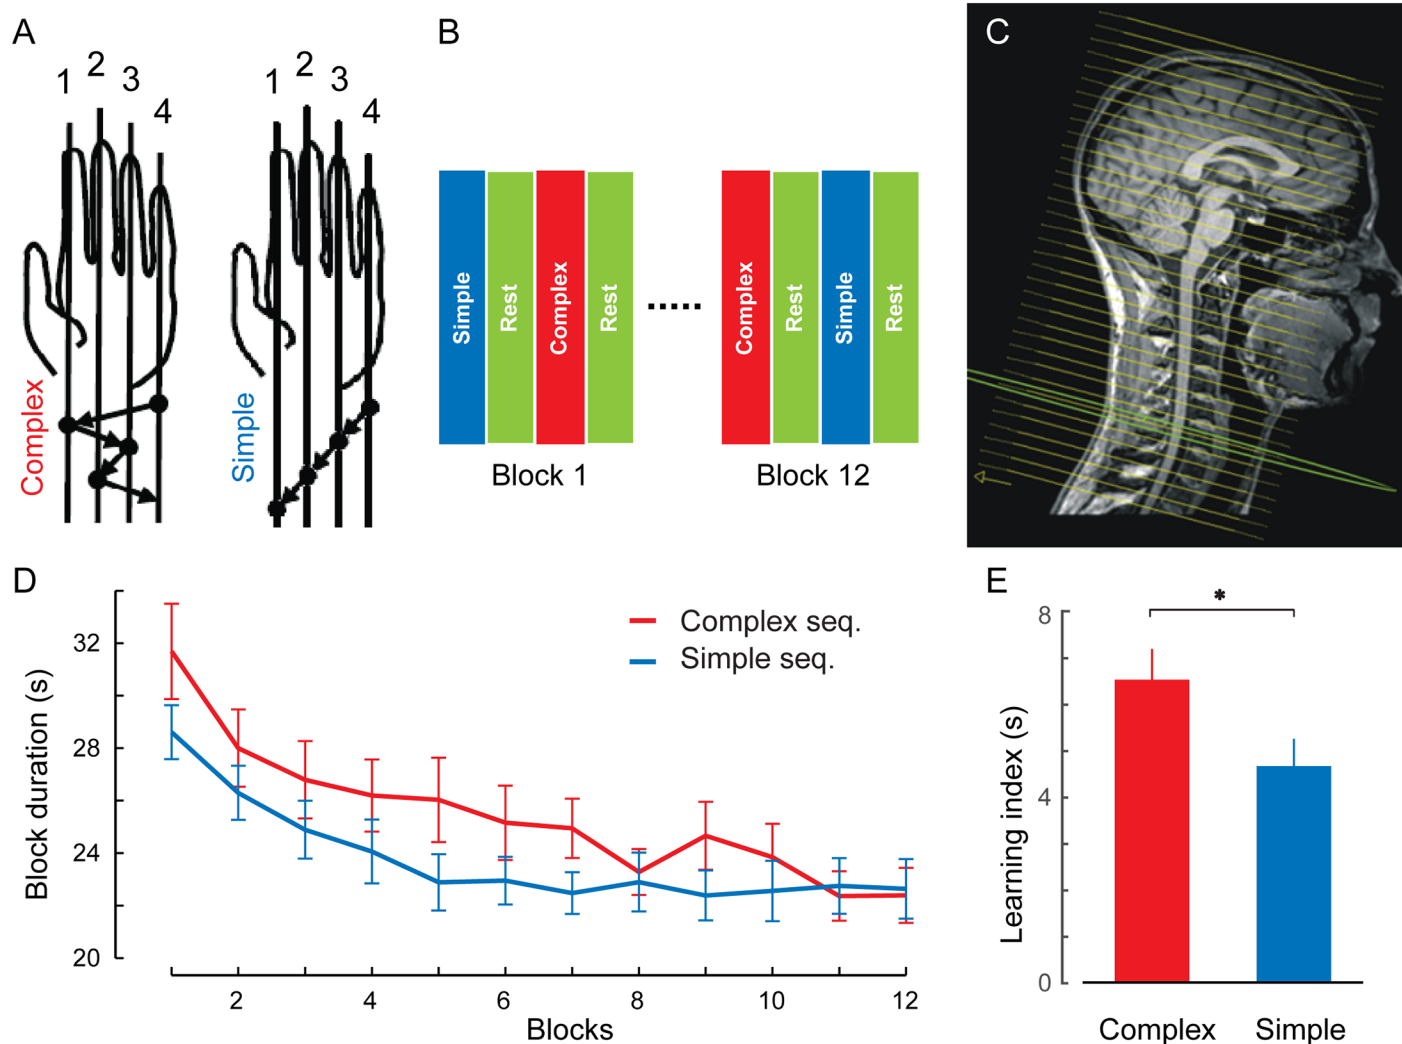 A
1 2 3 4
Complex
1 2 3 4
Simple
B
Simple
Rest
Complex
Rest
.....
Complex
Rest
Simple
Rest
Block 1
Block 12
C
D
Block duration (s)
32
28
24
20
Complex seq.
Simple seq.
2 4 6 8 10 12
Blocks
E
*
Learning index (s)
8
4
0
Complex Simple